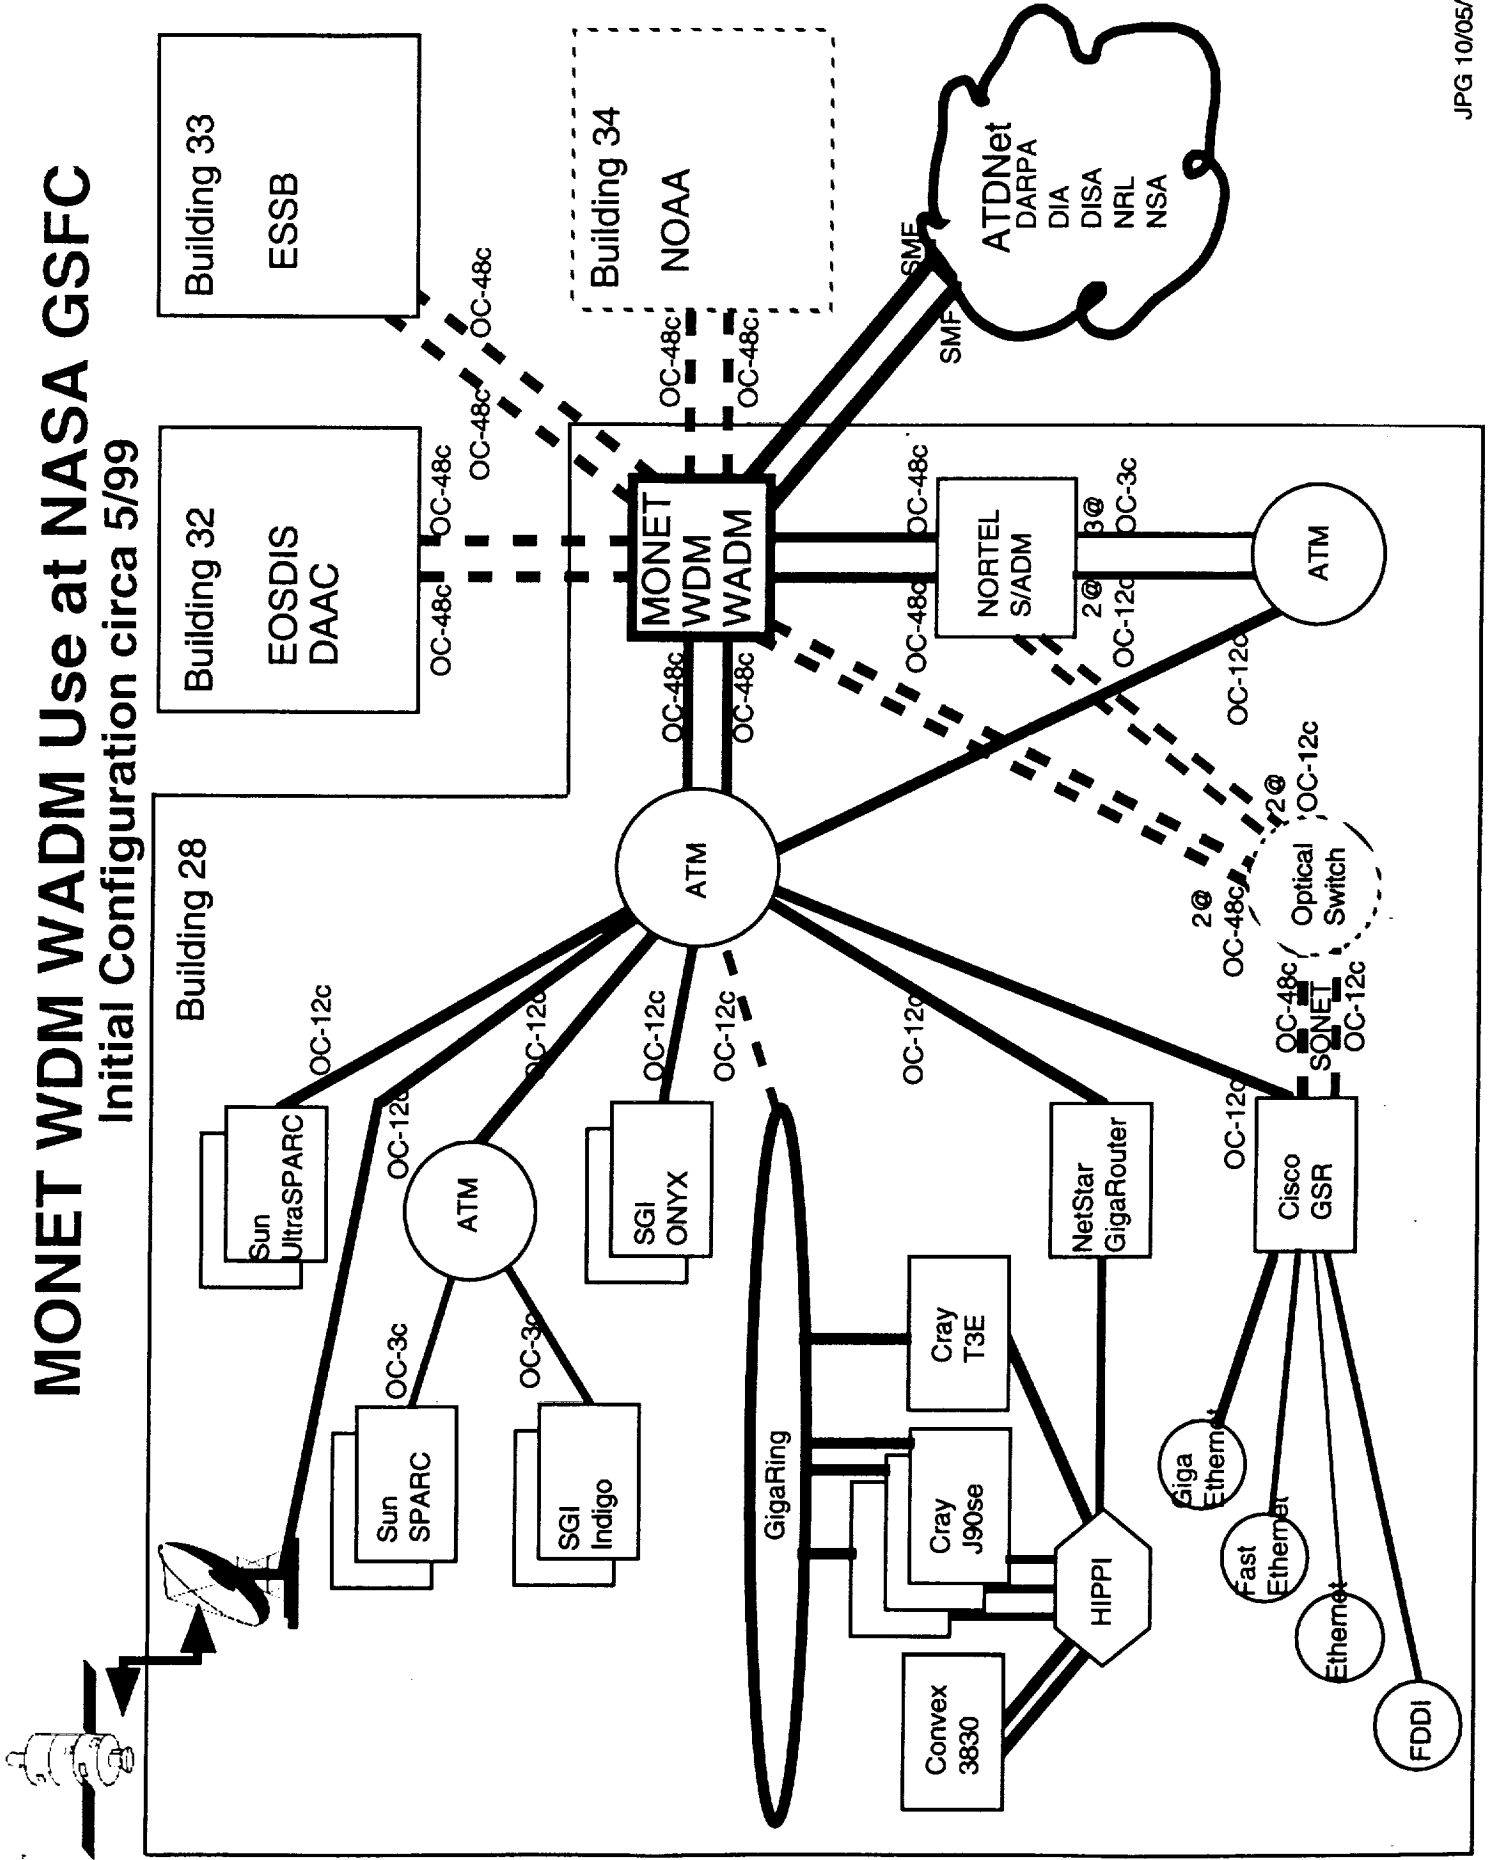 MONET WDM WADM Use at NASA GSFC
Initial Configuration circa 5/99
Building 28
Building 32
EOSDIS
DAAC
Building 33
ESSB
Building 34
NOAA
OC-48c
OC-48c
OC-48c
OC-48c
OC-48c
OC-48c
MONET
WDM
WADM
SMF
SMF
ATDNet
DARPA
DIA
DISA
NRL
NSA
OC-48c
OC-48c
OC-48c
OC-48c
NORTEL
S/ADM
2@
OC-12c
3@
OC-3c
ATM
OC-12c
ATM
Sun
UltraSPARC
OC-12c
OC-12c
ATM
OC-12c
OC-3c
OC-3c
Sun
SPARC
SGI
Indigo
SGI
ONYX
OC-12c
OC-12c
GigaRing
Cray
T3E
Cray
J90se
Convex
3830
HIPPI
NetStar
GigaRouter
OC-12c
OC-12c
Cisco
GSR
OC-48c
SONET
OC-12c
2@
OC-48c
2@
OC-12c
Optical
Switch
Giga
Ethernet
Fast
Ethernet
Ethernet
FDDI
JPG 10/05/